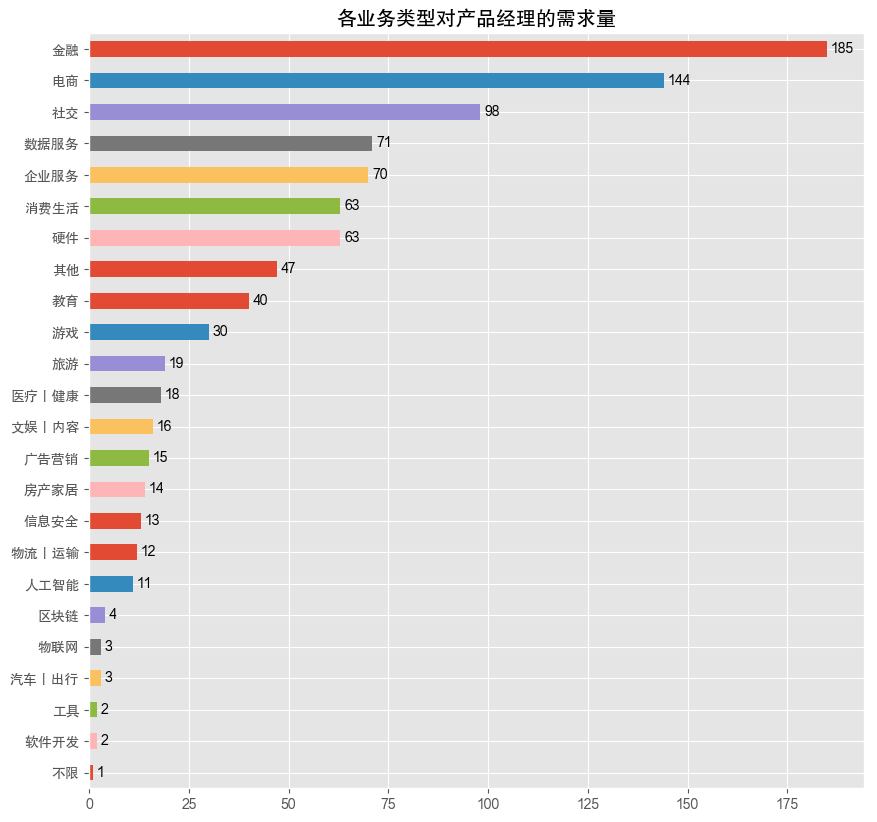 各业务类型对产品经理的需求量
金融 185
电商 144
社交 98
数据服务 71
企业服务 70
消费生活 63
硬件 63
其他 47
教育 40
游戏 30
旅游 19
医疗丨健康 18
文娱丨内容 16
广告营销 15
房产家居 14
信息安全 13
物流丨运输 12
人工智能 11
区块链 4
物联网 3
汽车丨出行 3
工具 2
软件开发 2
不限 1
0 25 50 75 100 125 150 175